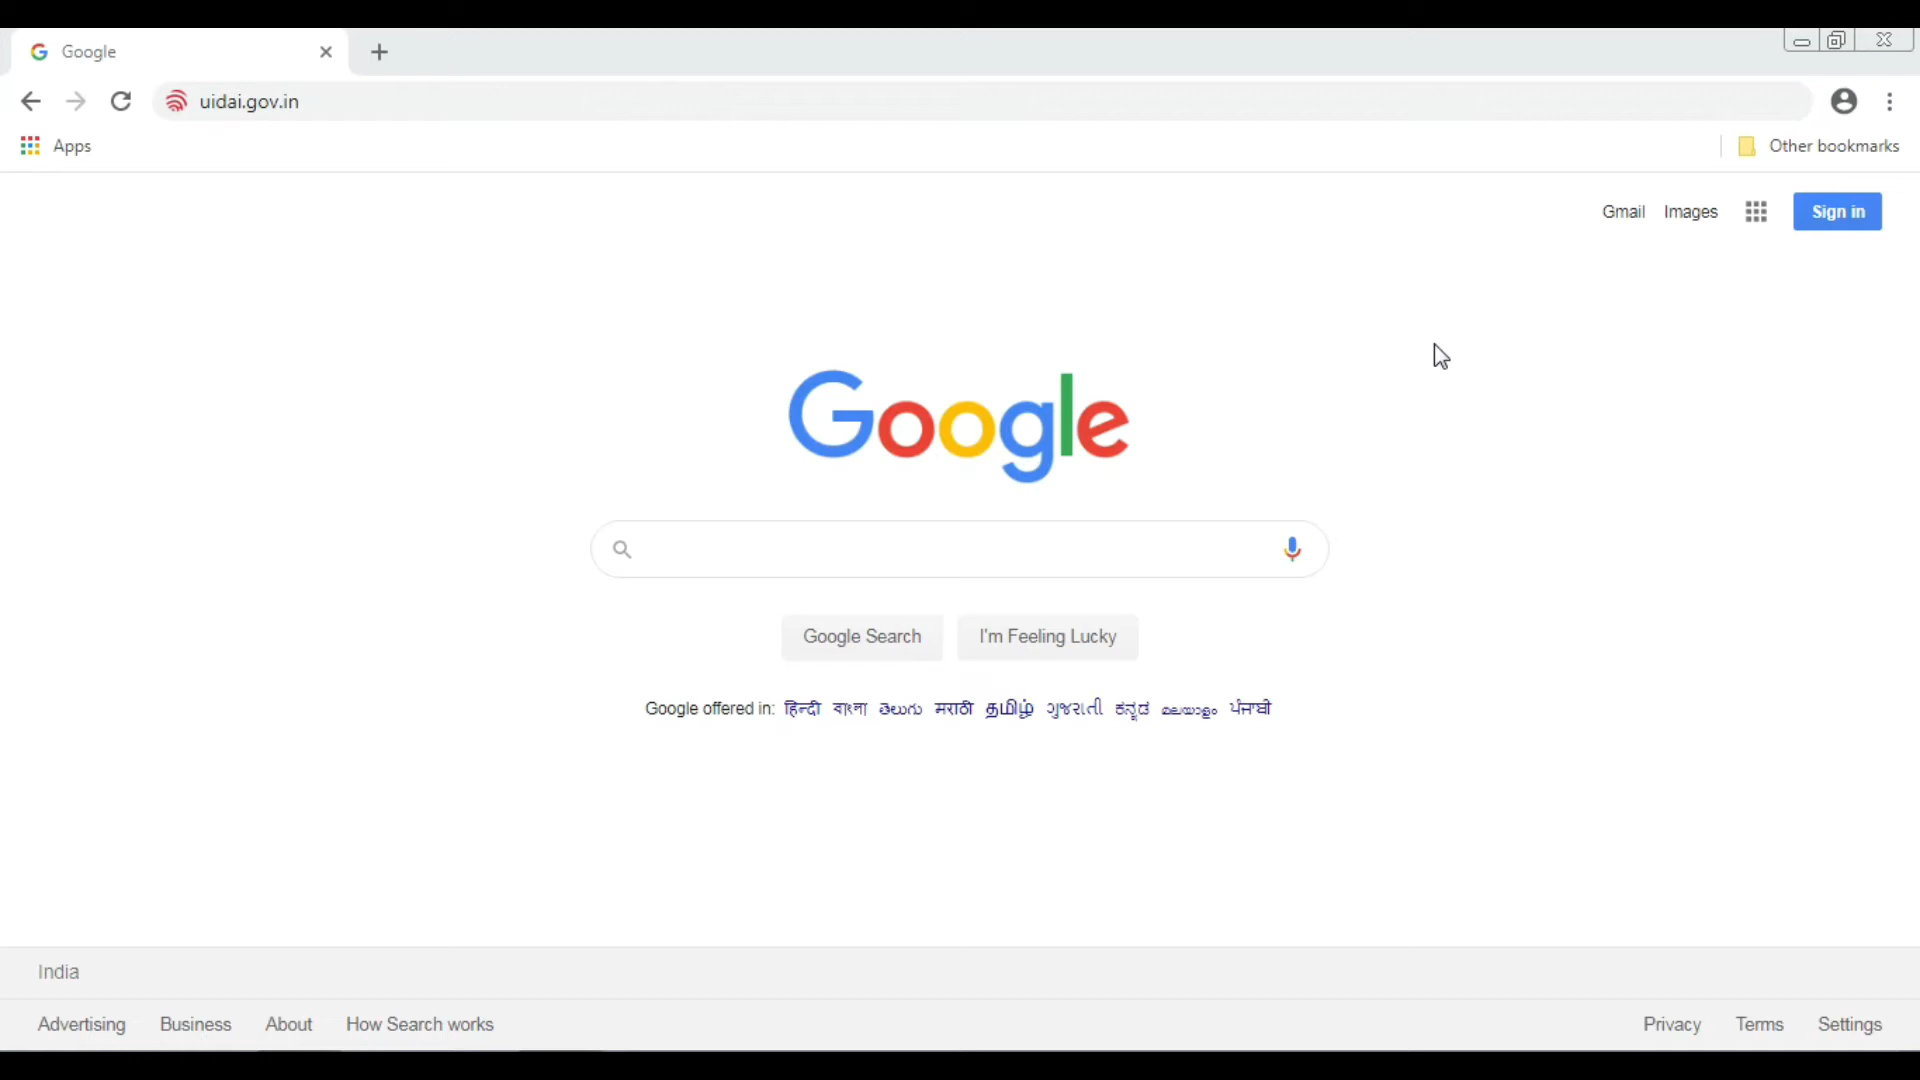 Google
uidai.gov.in
Apps
Other bookmarks
Gmail Images Sign in
Google
Google Search I'm Feeling Lucky
Google offered in: हिन्दी বাংলা తెలుగు मराठी தமிழ் ગુજરાતી ಕನ್ನಡ മലയാളം ਪੰਜਾਬੀ
India
Advertising Business About How Search works Privacy Terms Settings